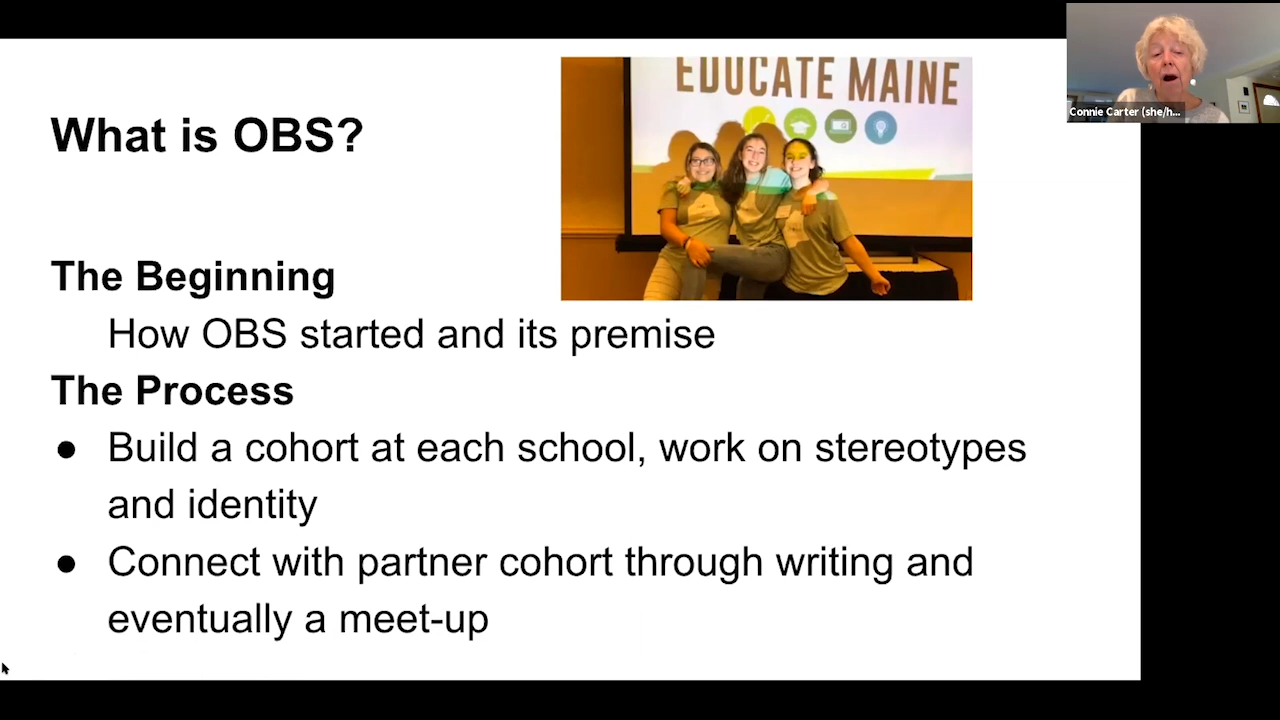 What is OBS?
EDUCATE MAINE
Connie Carter (she/h...
The Beginning
How OBS started and its premise
The Process
● Build a cohort at each school, work on stereotypes
and identity
● Connect with partner cohort through writing and
eventually a meet-up